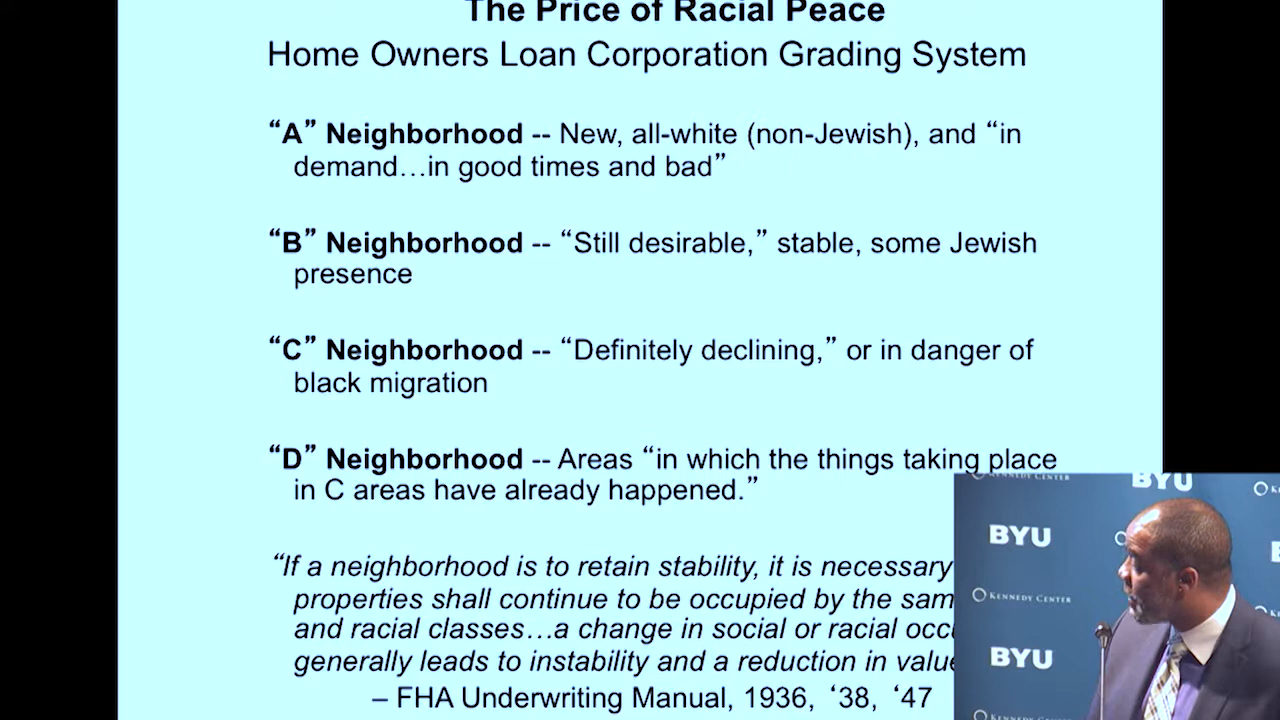 The Price of Racial Peace
Home Owners Loan Corporation Grading System
“A” Neighborhood -- New, all-white (non-Jewish), and “in
demand…in good times and bad”
“B” Neighborhood -- “Still desirable,” stable, some Jewish
presence
“C” Neighborhood -- “Definitely declining,” or in danger of
black migration
“D” Neighborhood -- Areas “in which the things taking place
in C areas have already happened.”
“If a neighborhood is to retain stability, it is necessary
properties shall continue to be occupied by the
and racial classes…a change in social or racial
generally leads to instability and a reduction in
– FHA Underwriting Manual, 1936, ‘38, ‘47
KENNEDY CENTER
BYU
BYU
KENNEDY CENTER
BYU